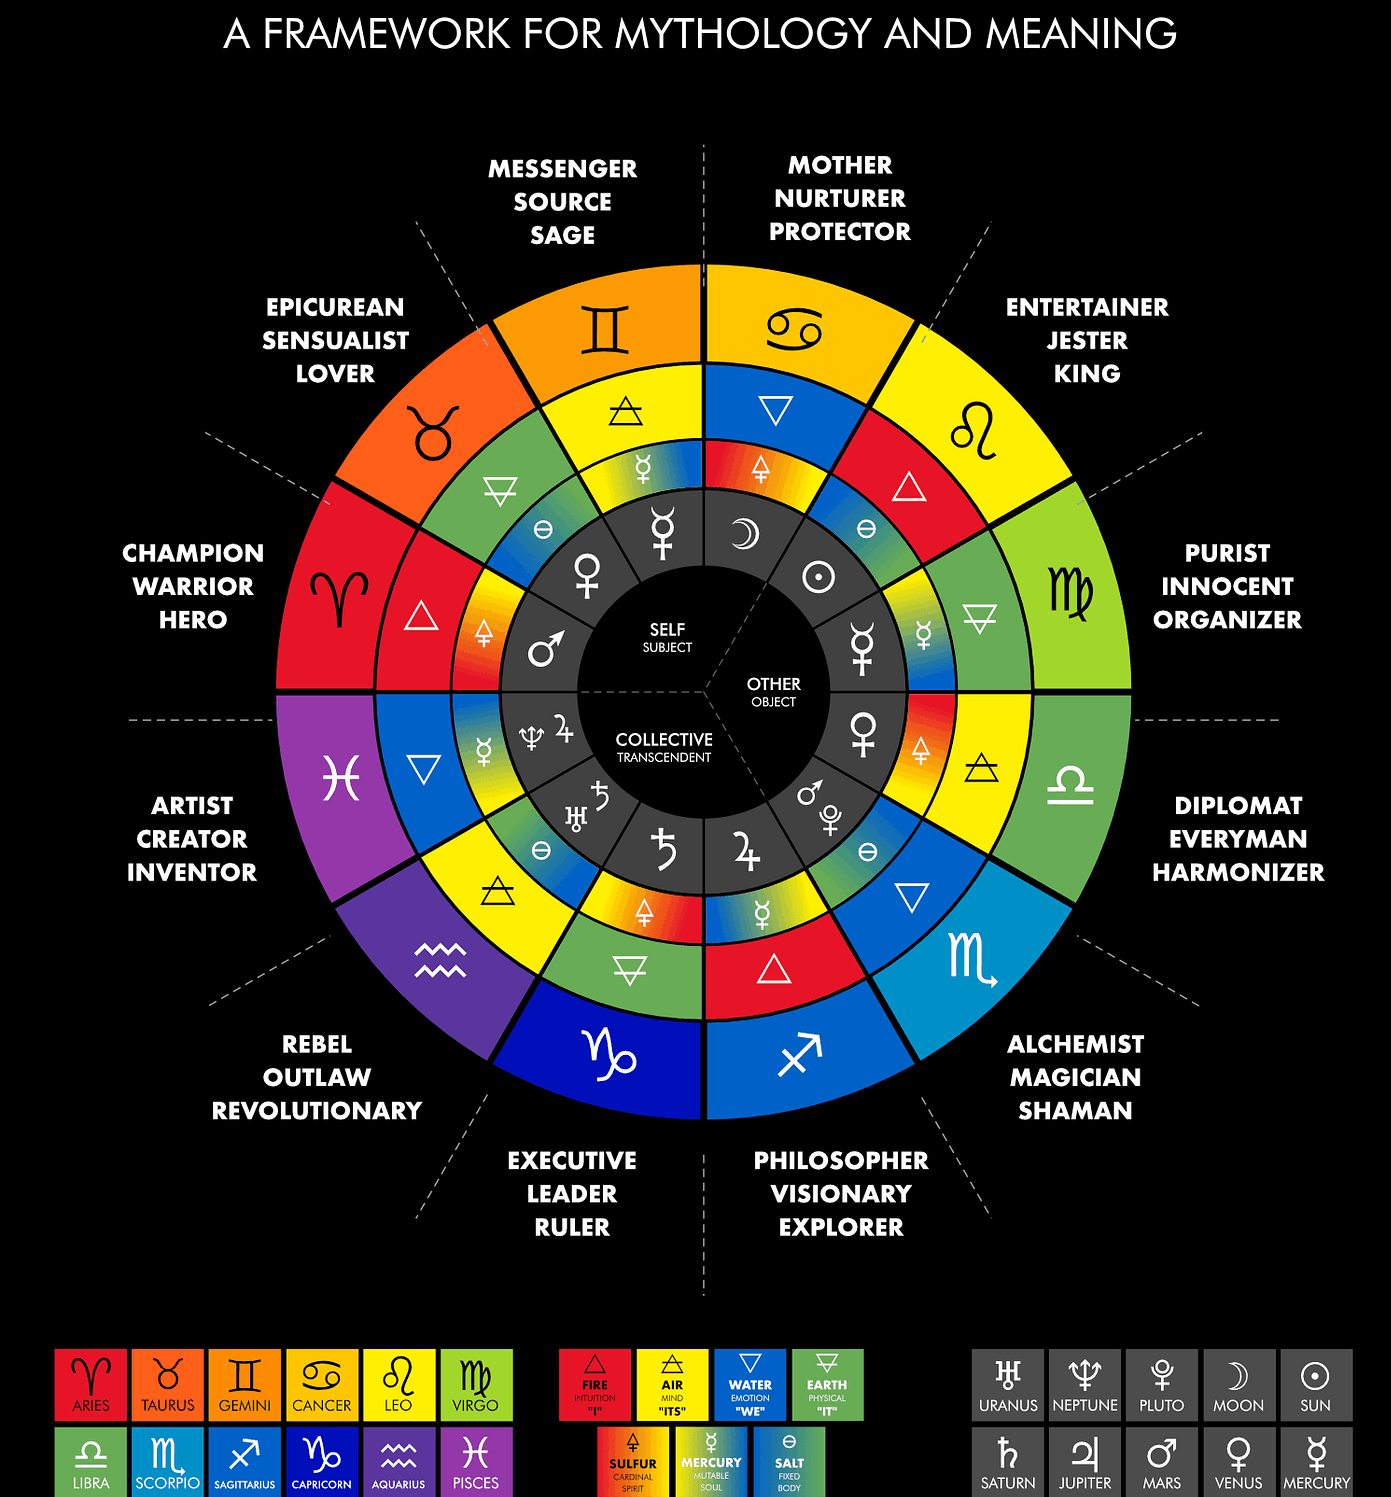 A FRAMEWORK FOR MYTHOLOGY AND MEANING
MESSENGER
SOURCE
SAGE
MOTHER
NURTURER
PROTECTOR
EPICUREAN
SENSUALIST
LOVER
ENTERTAINER
JESTER
KING
CHAMPION
WARRIOR
HERO
PURIST
INNOCENT
ORGANIZER
SELF
SUBJECT
OTHER
OBJECT
COLLECTIVE
TRANSCENDENT
ARTIST
CREATOR
INVENTOR
DIPLOMAT
EVERYMAN
HARMONIZER
REBEL
OUTLAW
REVOLUTIONARY
ALCHEMIST
MAGICIAN
SHAMAN
EXECUTIVE
LEADER
RULER
PHILOSOPHER
VISIONARY
EXPLORER
ARIES
TAURUS
GEMINI
CANCER
LEO
VIRGO
LIBRA
SCORPIO
SAGITTARIUS
CAPRICORN
AQUARIUS
PISCES
FIRE
INTUITION
"I"
AIR
MIND
"ITS"
WATER
EMOTION
"WE"
EARTH
PHYSICAL
"IT"
SULFUR
CARDINAL
SPIRIT
MERCURY
MUTABLE
SOUL
SALT
FIXED
BODY
URANUS
NEPTUNE
PLUTO
MOON
SUN
SATURN
JUPITER
MARS
VENUS
MERCURY